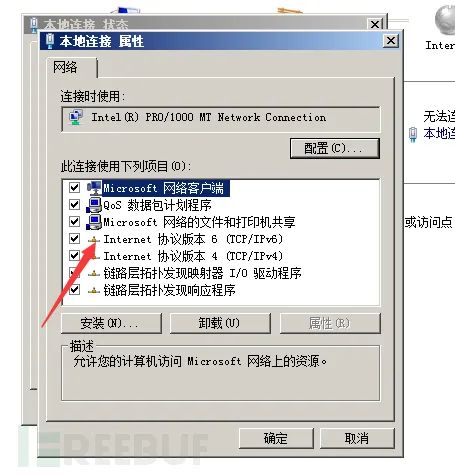 本地连接 状态
本地连接 属性
网络
连接时使用:
Intel(R) PRO/1000 MT Network Connection
配置(C)...
此连接使用下列项目(O):
Microsoft 网络客户端
QoS 数据包计划程序
Microsoft 网络的文件和打印机共享
Internet 协议版本 6 (TCP/IPv6)
Internet 协议版本 4 (TCP/IPv4)
链路层拓扑发现映射器 I/O 驱动程序
链路层拓扑发现响应程序
安装(N)...
卸载(U)
属性(R)
描述
允许您的计算机访问 Microsoft 网络上的资源。
确定
取消
Intern
无法连
本地连
或访问点
FREEBUF